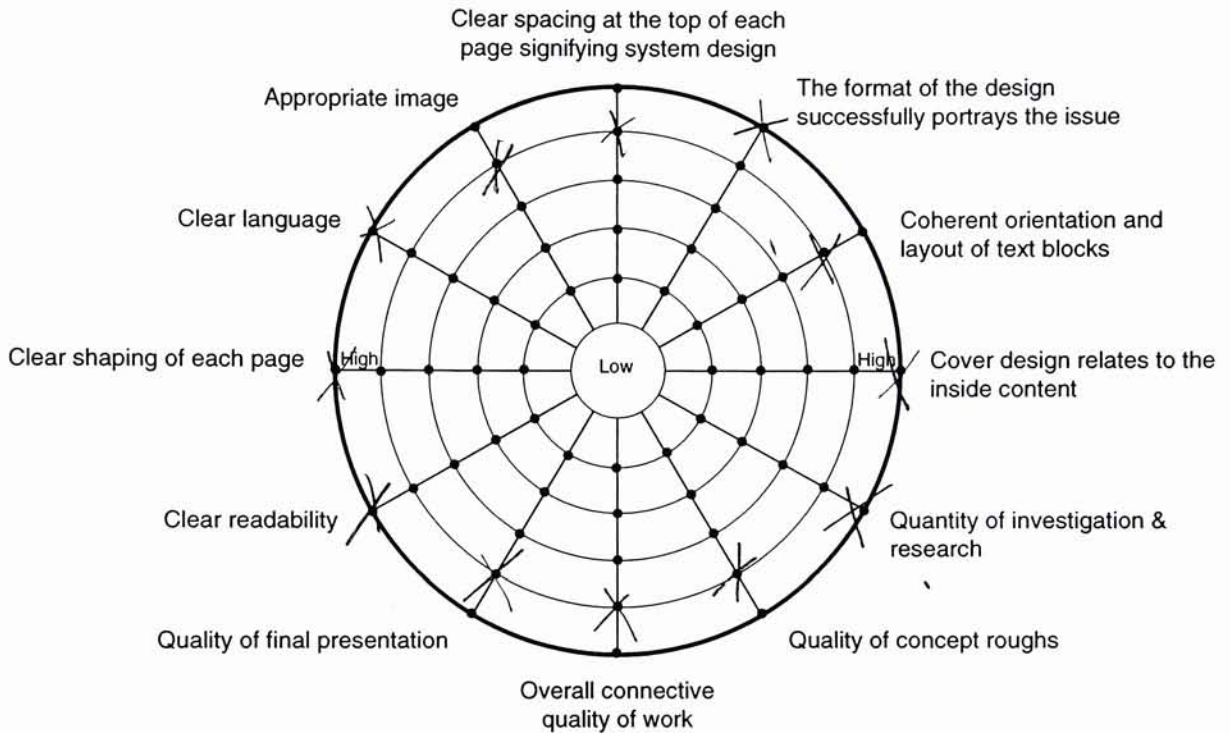 Clear spacing at the top of each
page signifying system design
Appropriate image
The format of the design
successfully portrays the issue
Clear language
Coherent orientation and
layout of text blocks
Clear shaping of each page
High
Low
High
Cover design relates to the
inside content
Clear readability
Quantity of investigation &
research
Quality of final presentation
Quality of concept roughs
Overall connective
quality of work